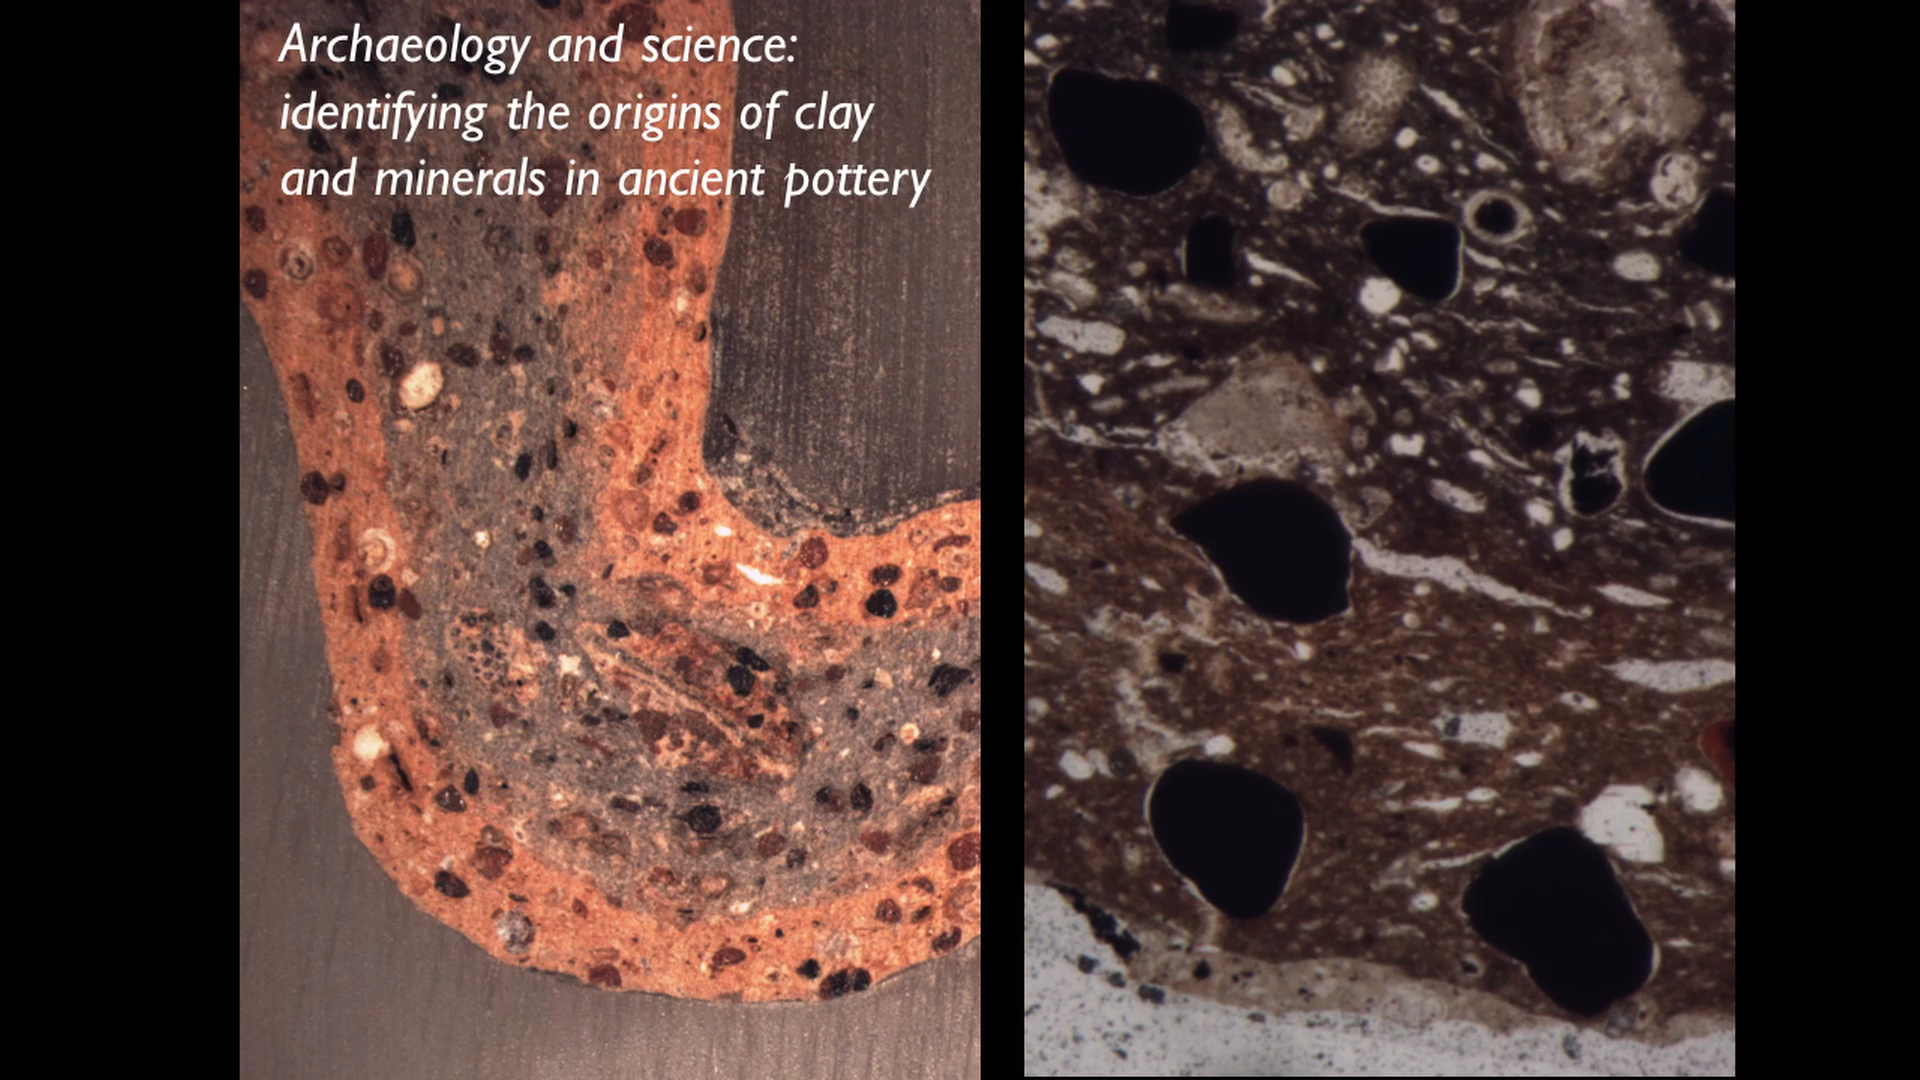 Archaeology and science:
identifying the origins of clay
and minerals in ancient pottery